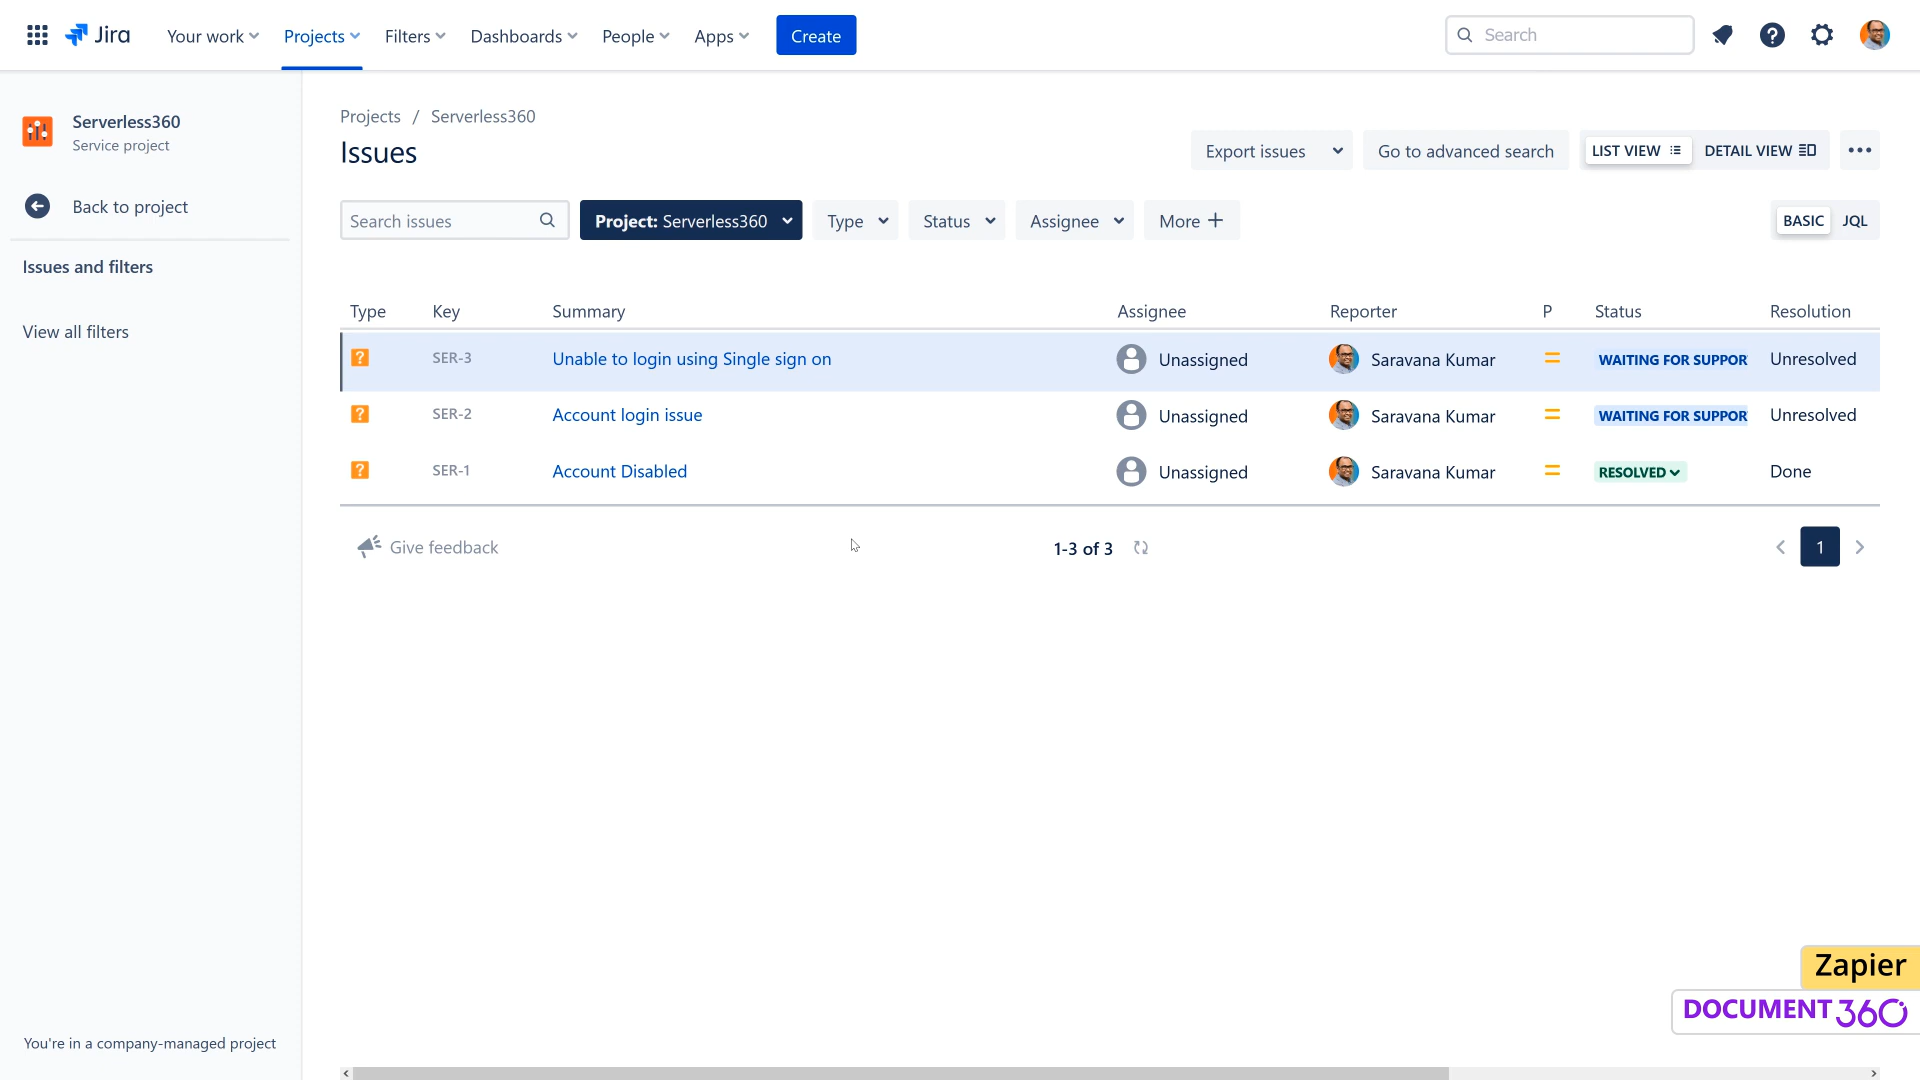 Jira Your work Projects Filters Dashboards People Apps Create Search
Serverless360
Service project
Back to project
Issues and filters
View all filters
You're in a company-managed project
Projects / Serverless360
Issues
Export issues Go to advanced search LIST VIEW DETAIL VIEW
Search issues Project: Serverless360 Type Status Assignee More BASIC JQL
Type Key Summary Assignee Reporter P Status Resolution
SER-3 Unable to login using Single sign on Unassigned Saravana Kumar WAITING FOR SUPPOR Unresolved
SER-2 Account login issue Unassigned Saravana Kumar WAITING FOR SUPPOR Unresolved
SER-1 Account Disabled Unassigned Saravana Kumar RESOLVED Done
Give feedback 1-3 of 3 1
Zapier
DOCUMENT360